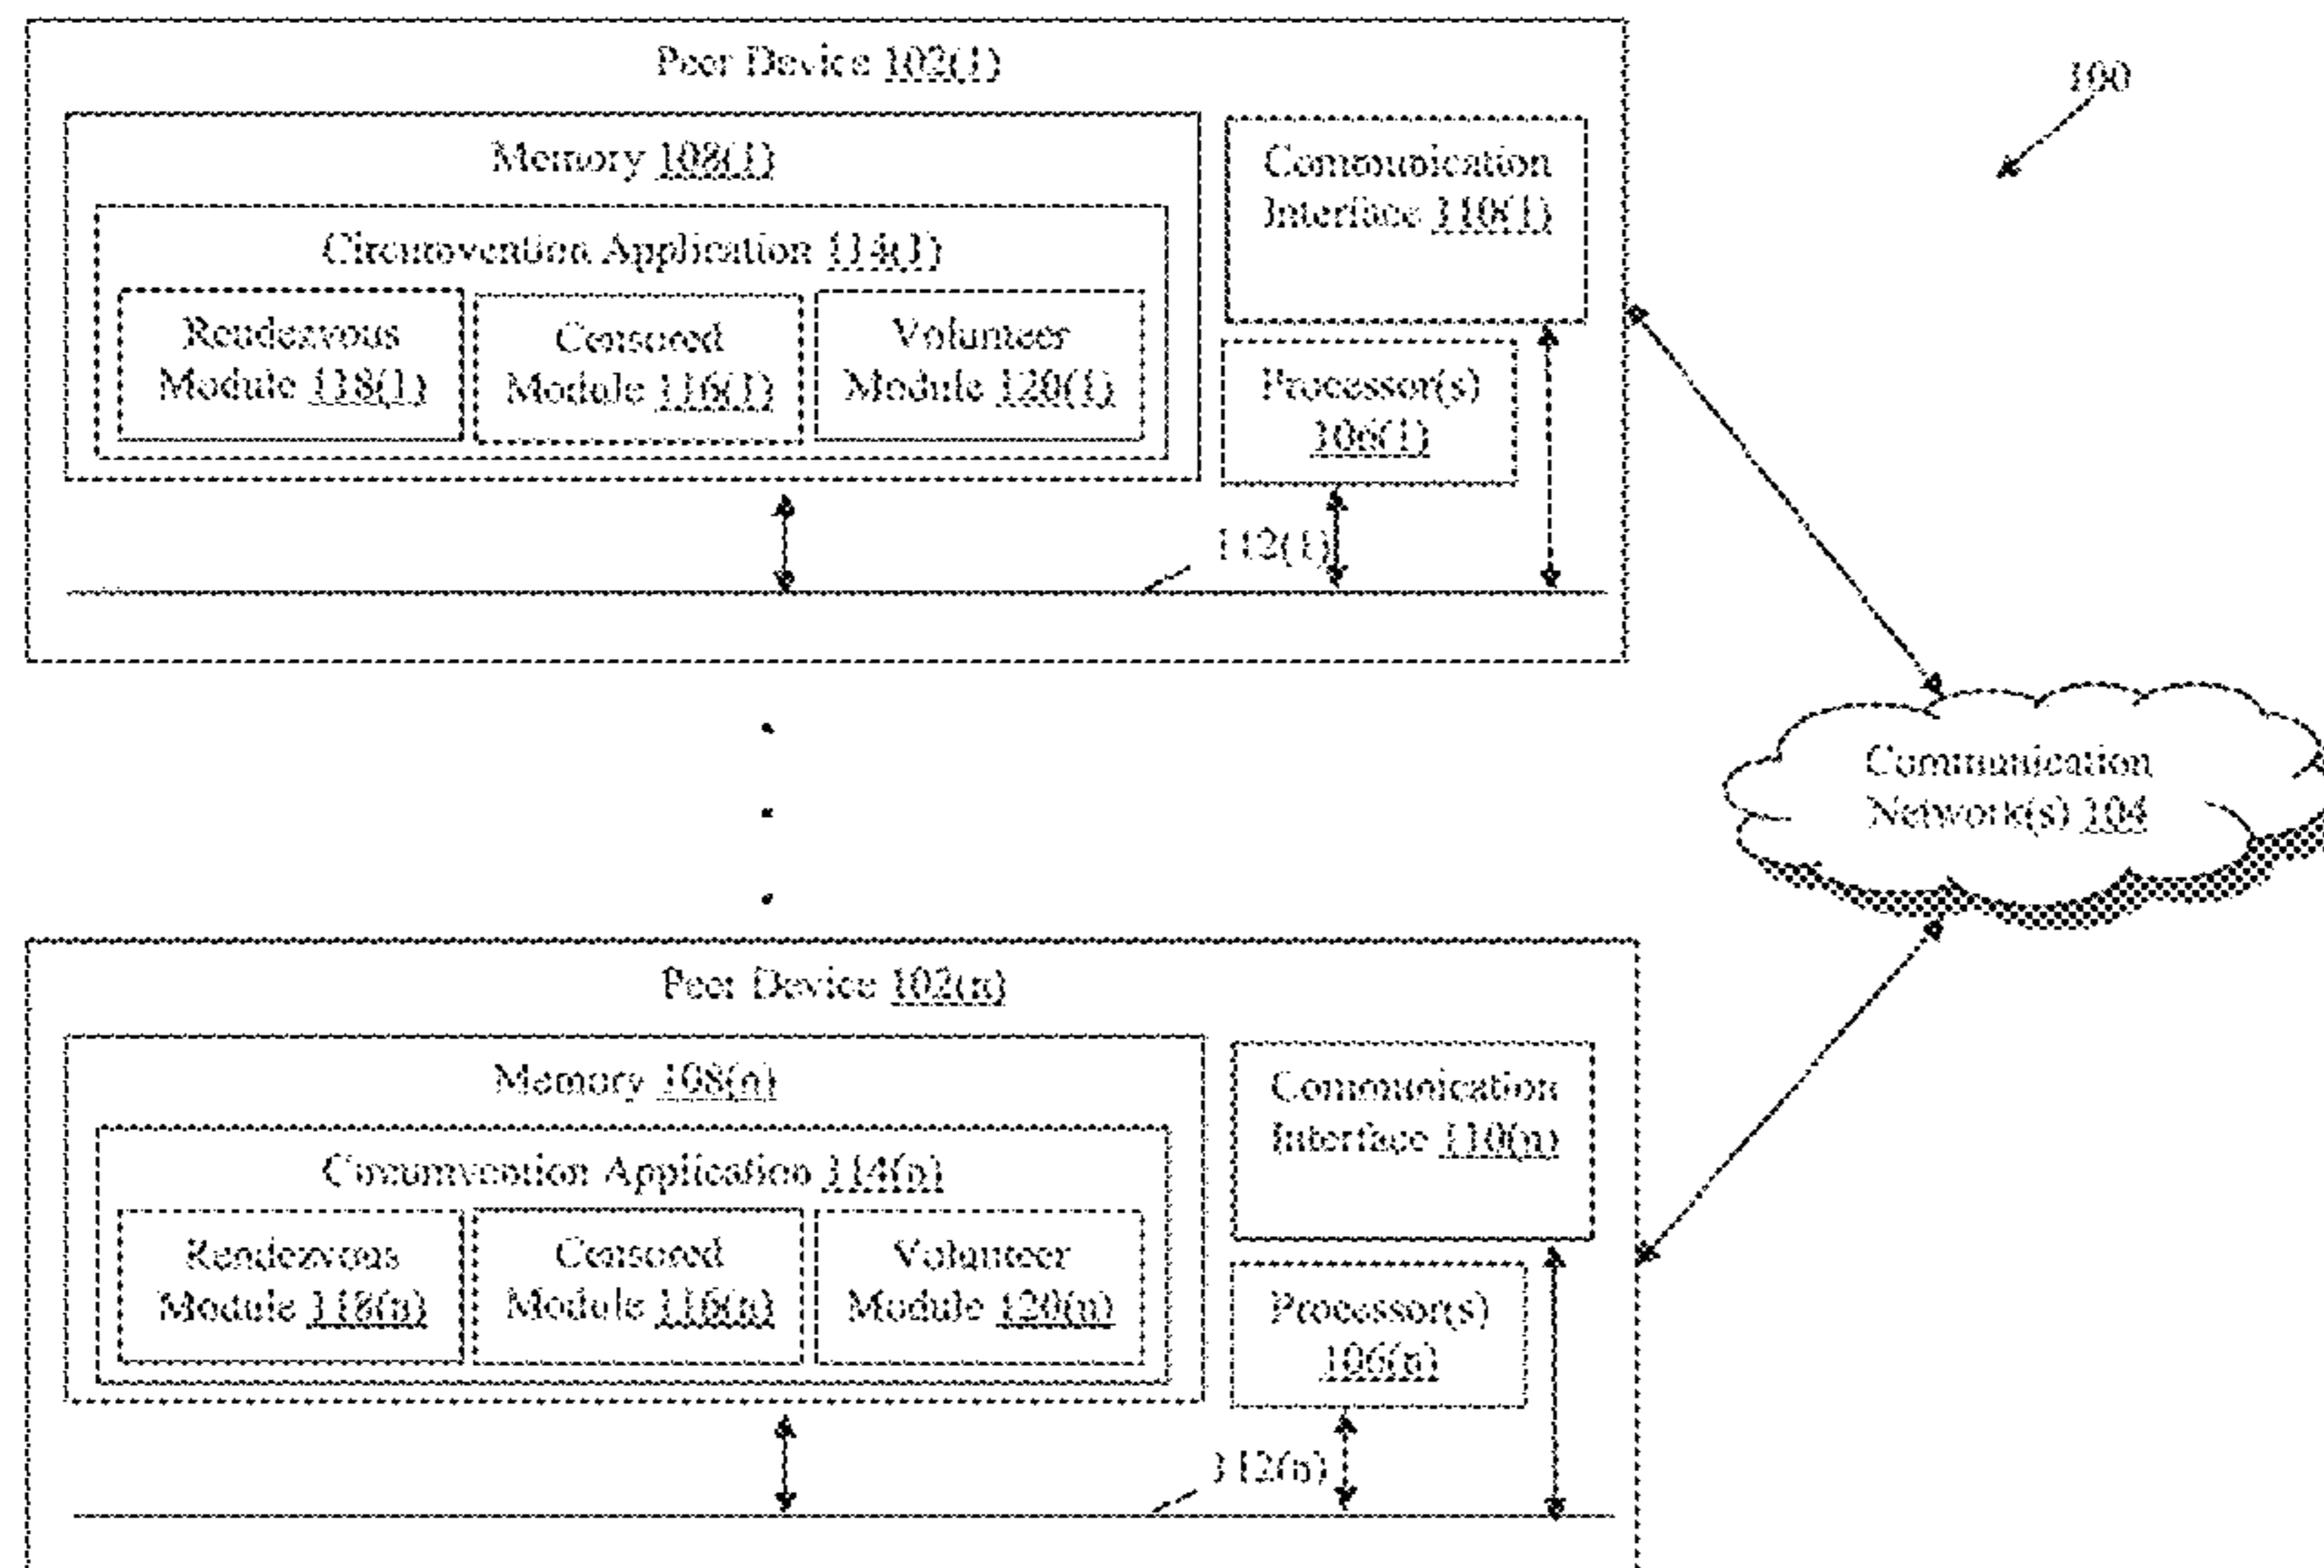 Peer Device 102(1)
100
Memory 108(1)
Communication
Interface 110(1)
Circumvention Application 114(1)
Rendezvous
Module 118(1)
Censored
Module 116(1)
Volunteer
Module 120(1)
Processor(s)
106(1)
112(1)
Communication
Network(s) 104
Peer Device 102(n)
Memory 108(n)
Communication
Interface 110(n)
Circumvention Application 114(n)
Rendezvous
Module 118(n)
Censored
Module 116(n)
Volunteer
Module 120(n)
Processor(s)
106(n)
112(n)